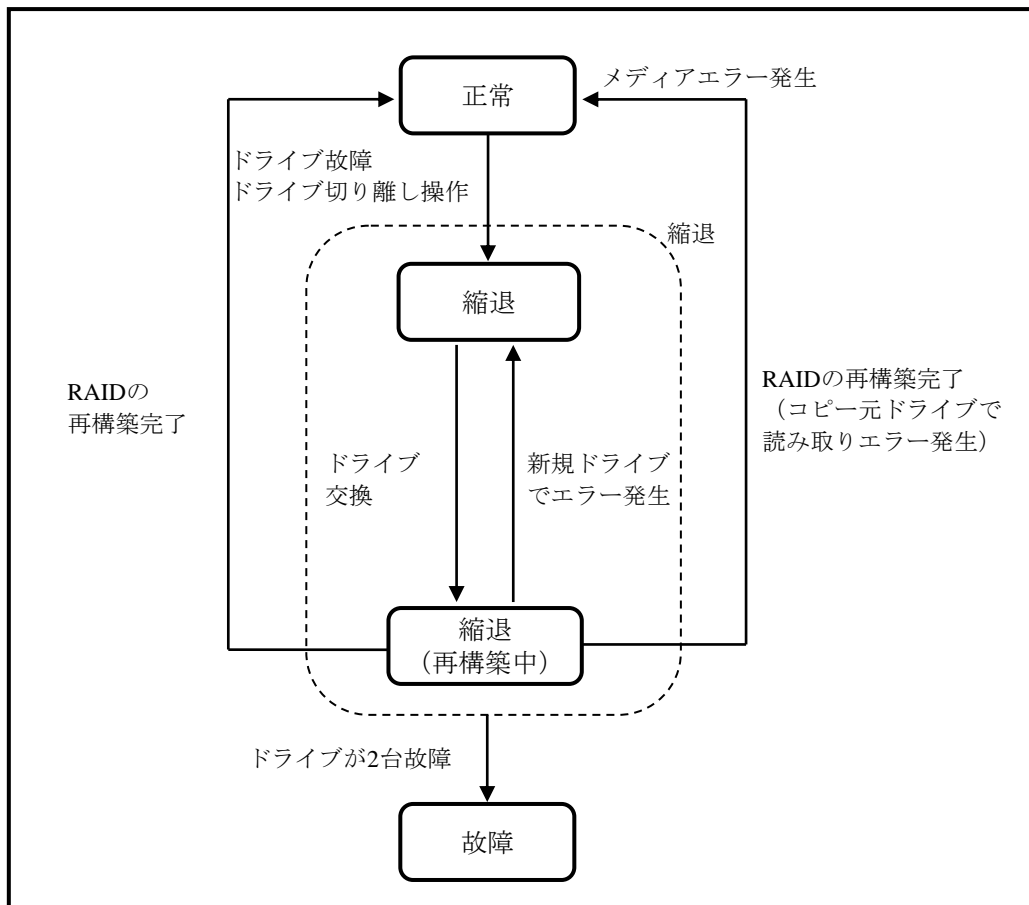 正常
メディアエラー発生
ドライブ故障
ドライブ切り離し操作
縮退
縮退
RAIDの
再構築完了
RAIDの再構築完了
（コピー元ドライブで
読み取りエラー発生）
ドライブ
交換
新規ドライブ
でエラー発生
縮退
（再構築中）
ドライブが2台故障
故障